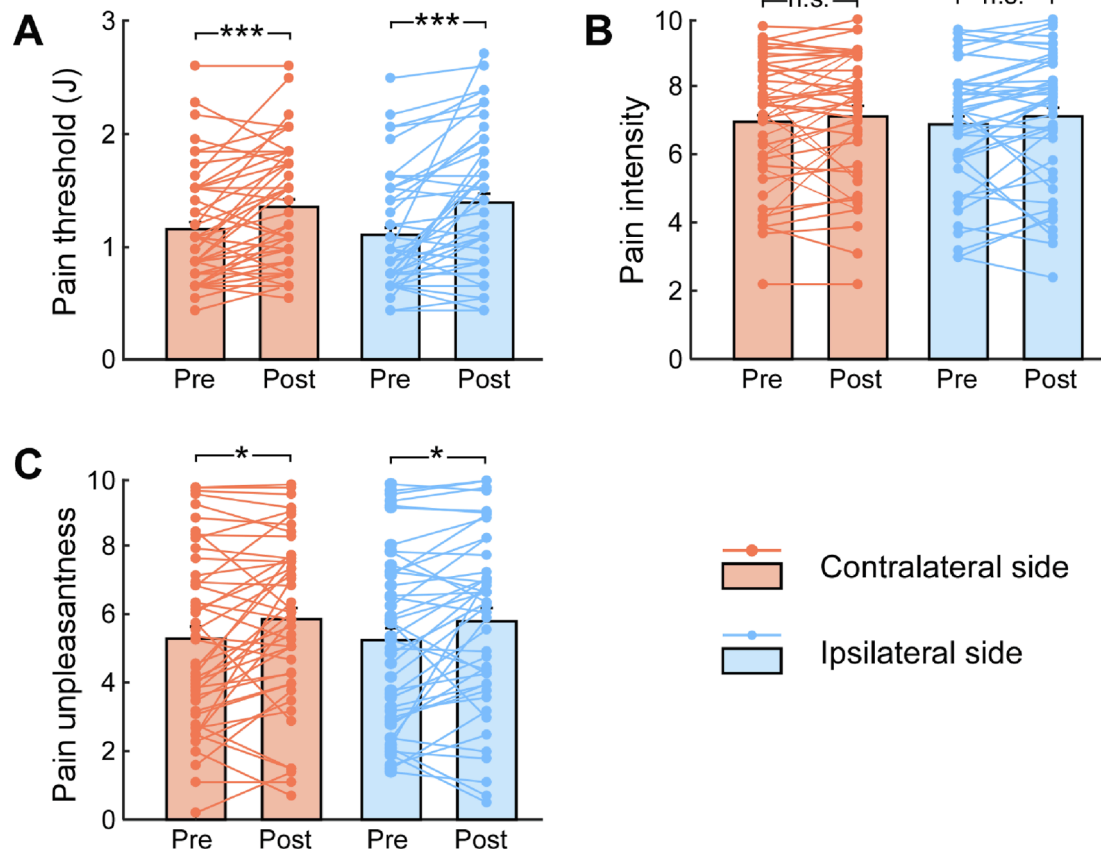 A
Pain threshold (J)
3
2
1
0
***
***
Pre
Post
Pre
Post
B
Pain intensity
10
8
6
4
2
0
n.s.
n.s.
Pre
Post
Pre
Post
C
Pain unpleasantness
10
8
6
4
2
0
*
*
Pre
Post
Pre
Post
Contralateral side
Ipsilateral side